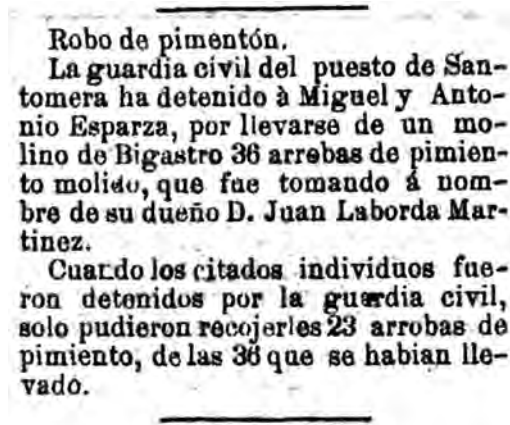 Robo de pimentón.
La guardia civil del puesto de San-
tomera ha detenido à Miguel y Anto-
nio Esparza, por llevarse de un mo-
lino de Bigastro 36 arrobas de pimien-
to molido, que fue tomando á nom-
bre de su dueño D. Juan Laborda Mar-
tinez.
Cuando los citados individuos fue-
ron detenidos por la guardia civil,
solo pudieron recojerles 23 arrobas de
pimiento, de las 36 que se habian lle-
vado.